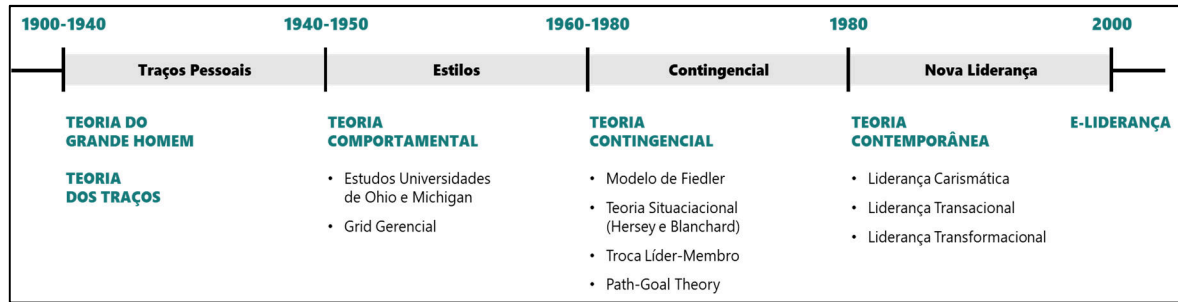 1900-1940
1940-1950
1960-1980
1980
2000
Traços Pessoais
Estilos
Contingencial
Nova Liderança
TEORIA DO
GRANDE HOMEM
TEORIA
DOS TRAÇOS
TEORIA
COMPORTAMENTAL
• Estudos Universidades
de Ohio e Michigan
• Grid Gerencial
TEORIA
CONTINGENCIAL
• Modelo de Fiedler
• Teoria Situaciacional
(Hersey e Blanchard)
• Troca Líder-Membro
• Path-Goal Theory
TEORIA
CONTEMPORÂNEA
• Liderança Carismática
• Liderança Transacional
• Liderança Transformacional
E-LIDERANÇA